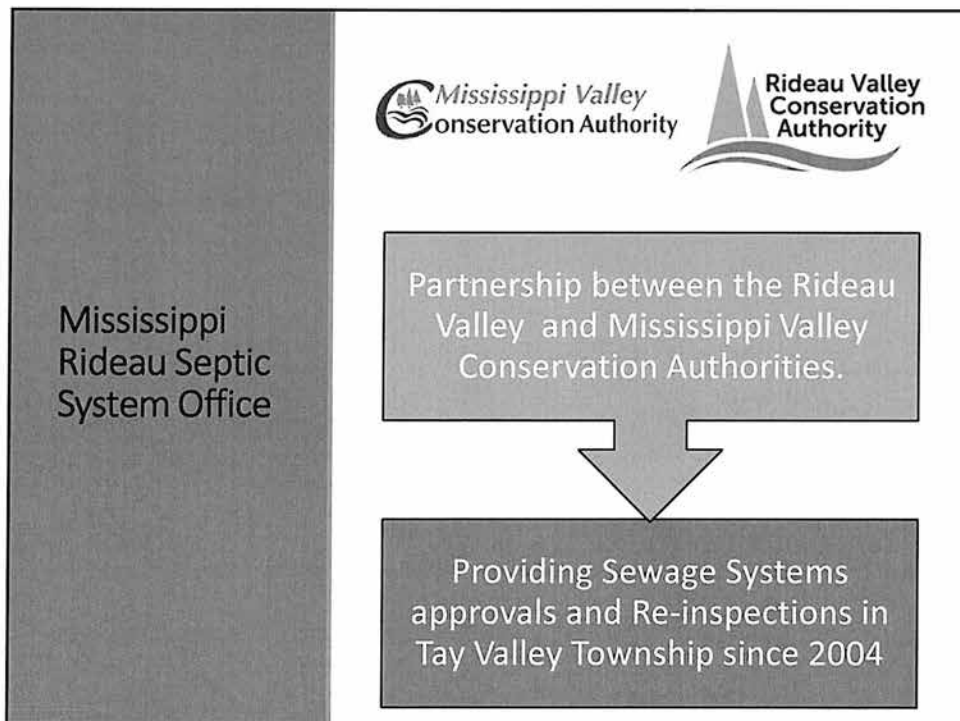 Mississippi
Rideau Septic
System Office
Mississippi Valley
Conservation Authority
Rideau Valley
Conservation
Authority
Partnership between the Rideau
Valley and Mississippi Valley
Conservation Authorities.
Providing Sewage Systems
approvals and Re-inspections in
Tay Valley Township since 2004